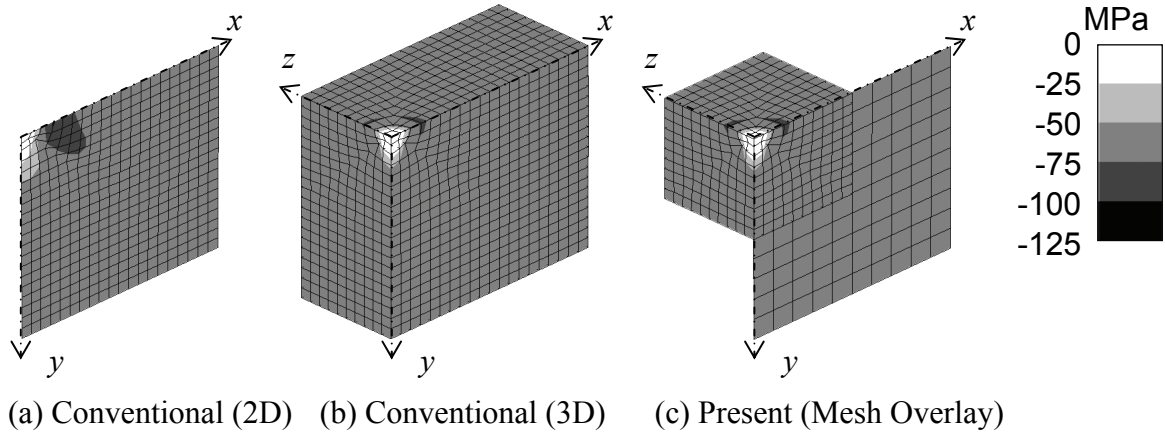 x
y
(a) Conventional (2D)
z
x
y
(b) Conventional (3D)
z
x
y
(c) Present (Mesh Overlay)
MPa
0
-25
-50
-75
-100
-125